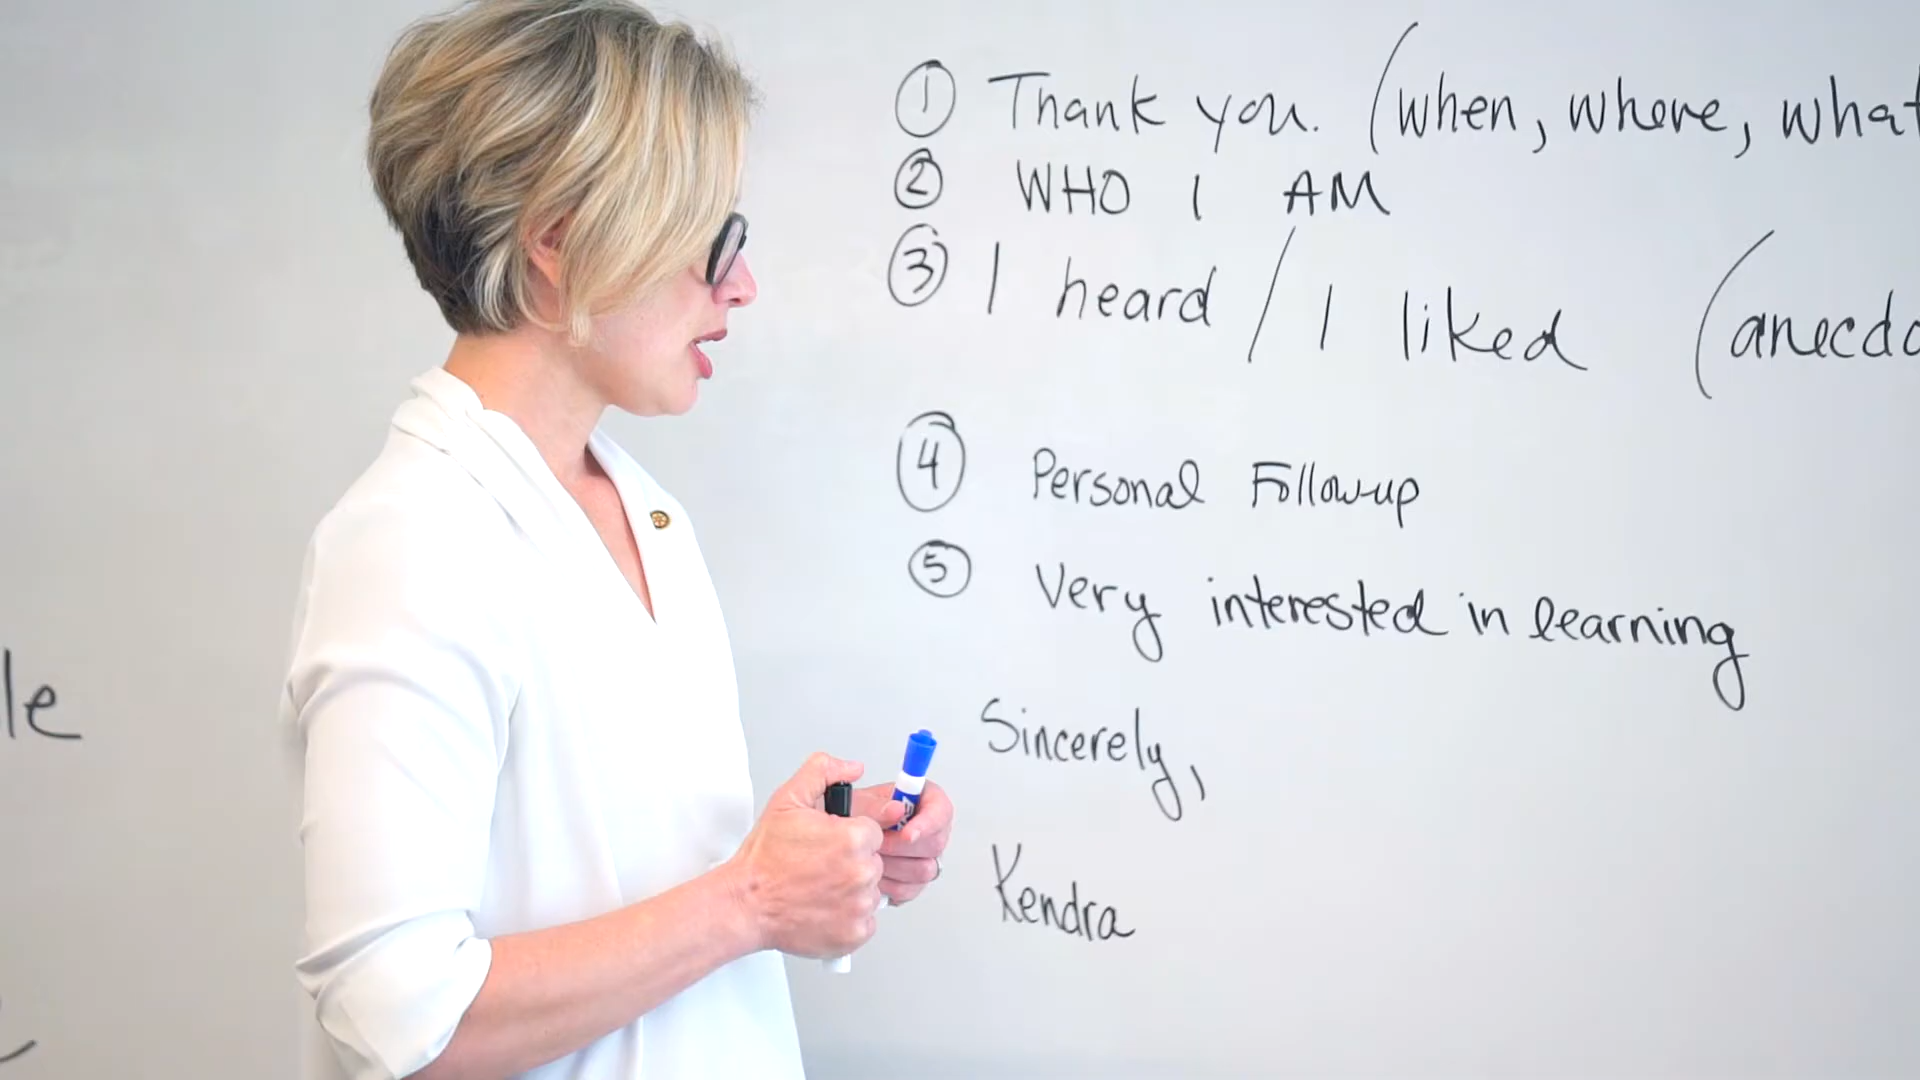 ① Thank you. (when, where, what
② WHO I AM
③ I heard / I liked (anecdo
④ Personal Followup
⑤ Very interested in learning
Sincerely,
Kendra
le